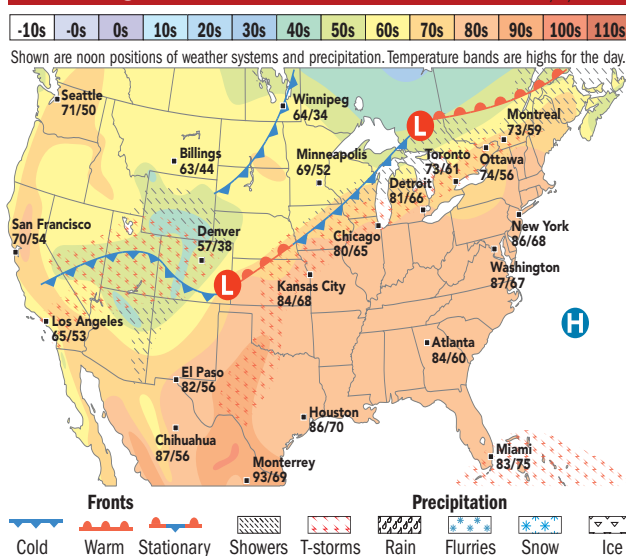 -10s -0s 0s 10s 20s 30s 40s 50s 60s 70s 80s 90s 100s 110s
Shown are noon positions of weather systems and precipitation. Temperature bands are highs for the day.
Seattle
71/50
Winnipeg
64/34
Montreal
73/59
Billings
63/44
Minneapolis
69/52
Toronto
73/61
Ottawa
74/56
Detroit
81/66
San Francisco
70/54
Denver
57/38
Chicago
80/65
New York
86/68
Kansas City
84/68
Washington
87/67
Los Angeles
65/53
Atlanta
84/60
El Paso
82/56
Houston
86/70
Chihuahua
87/56
Monterrey
93/69
Miami
83/75
L
L
H
Fronts
Precipitation
Cold Warm Stationary Showers T-storms Rain Flurries Snow Ice